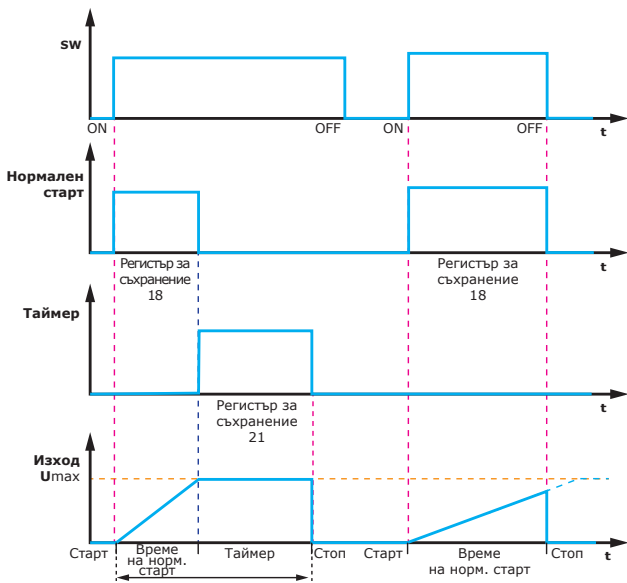 SW
ON
OFF
ON
OFF
t
Нормален
старт
Регистър за
съхранение
18
Регистър за
съхранение
18
t
Таймер
Регистър за
съхранение
21
t
Изход
Umax
Старт
Време
на норм.
старт
Таймер
Стоп
Старт
Време
на норм. старт
Стоп
t